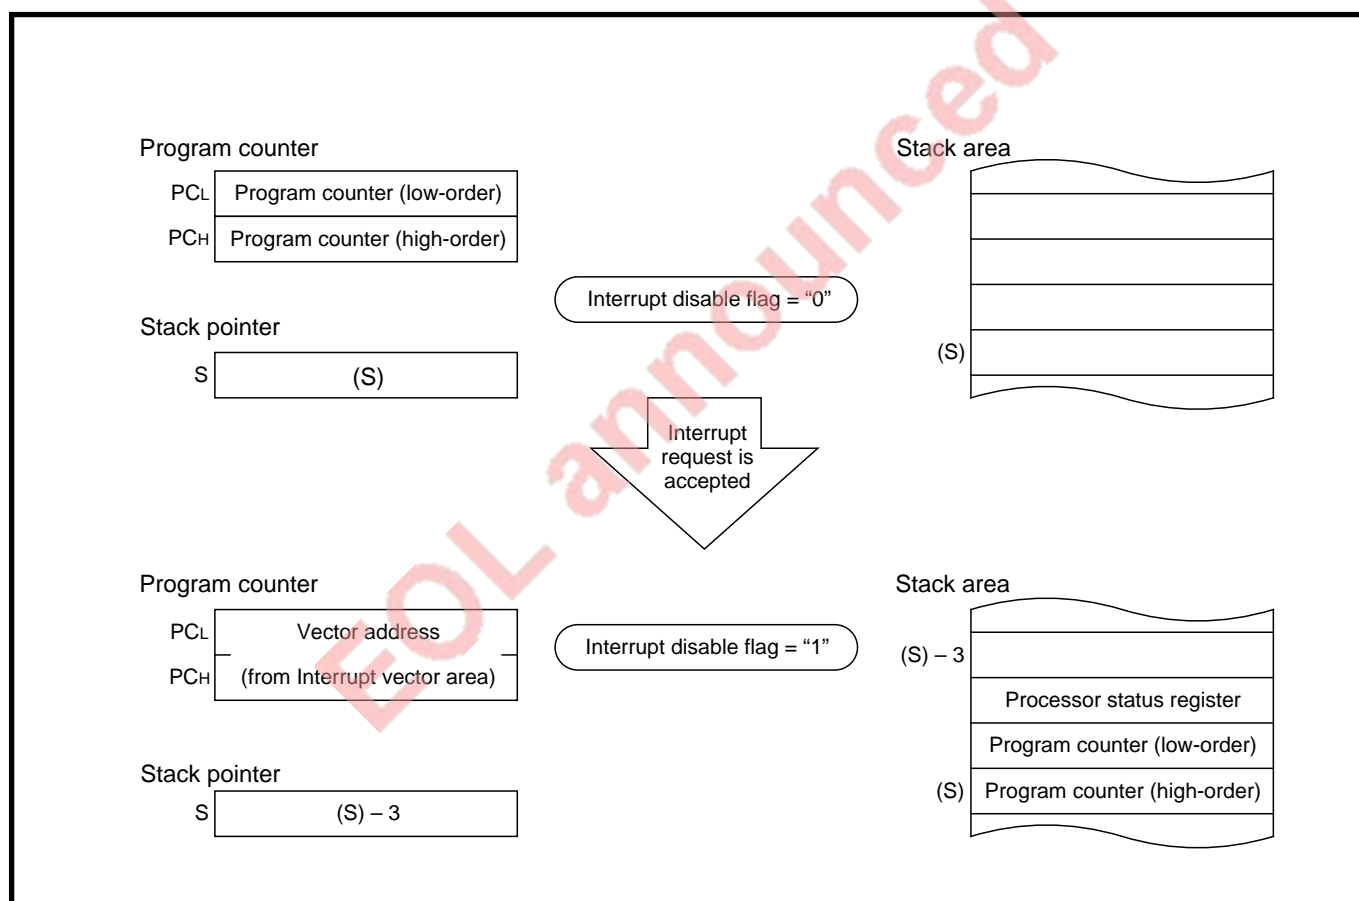 Program counter
PCL Program counter (low-order)
PCH Program counter (high-order)
Stack pointer
S (S)
Interrupt disable flag = “0”
Stack area
(S)
Interrupt
request is
accepted
Program counter
PCL Vector address
PCH (from Interrupt vector area)
Stack pointer
S (S) – 3
Interrupt disable flag = “1”
Stack area
(S) – 3
Processor status register
Program counter (low-order)
(S) Program counter (high-order)
EOL announced